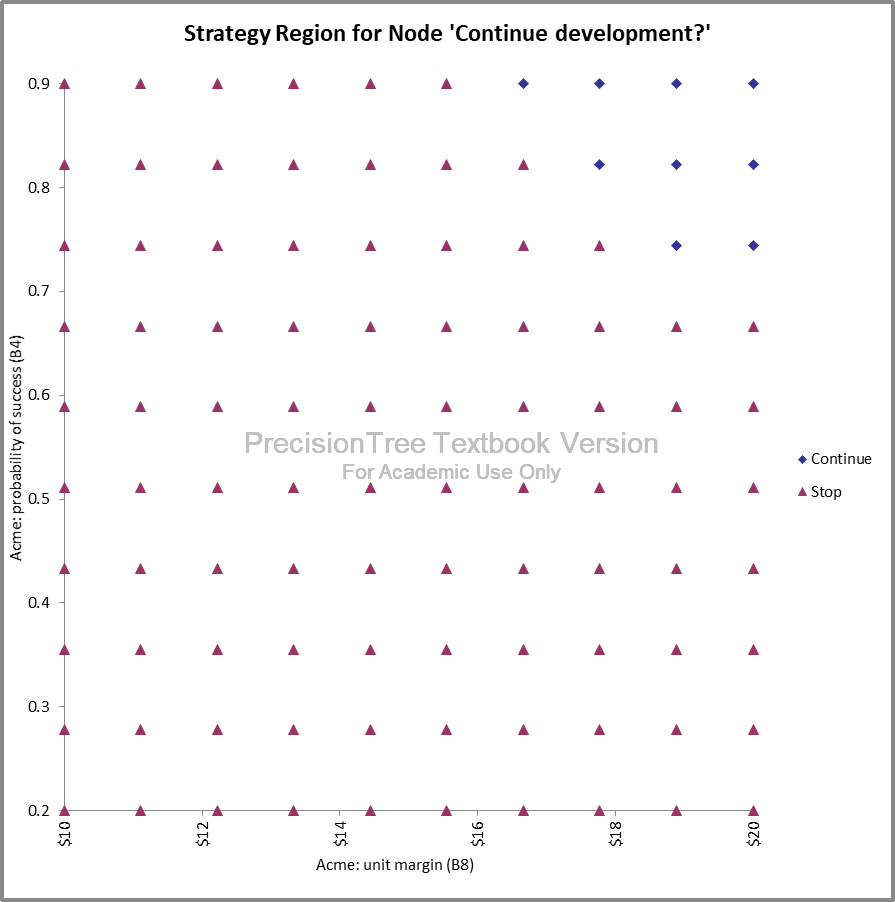 Strategy Region for Node 'Continue development?'
0.9
0.8
0.7
0.6
0.5
0.4
0.3
0.2
Acme: probability of success (B4)
PrecisionTree Textbook Version
For Academic Use Only
Continue
Stop
$10
$12
$14
$16
$18
$20
Acme: unit margin (B8)